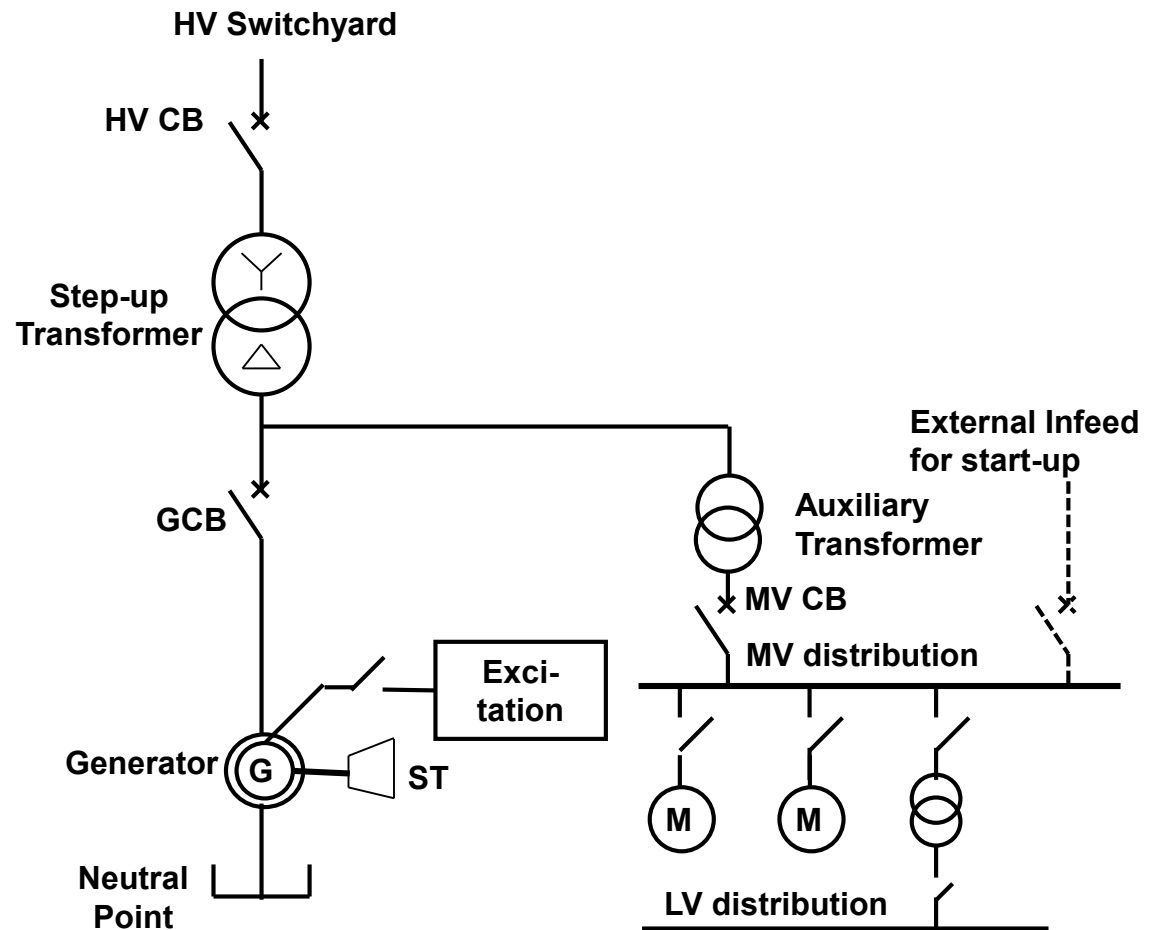 HV Switchyard
HV CB
Step-up
Transformer
External Infeed
for start-up
GCB
Auxiliary
Transformer
MV CB
MV distribution
Exci-
tation
Generator
G
ST
M
M
Neutral
Point
LV distribution